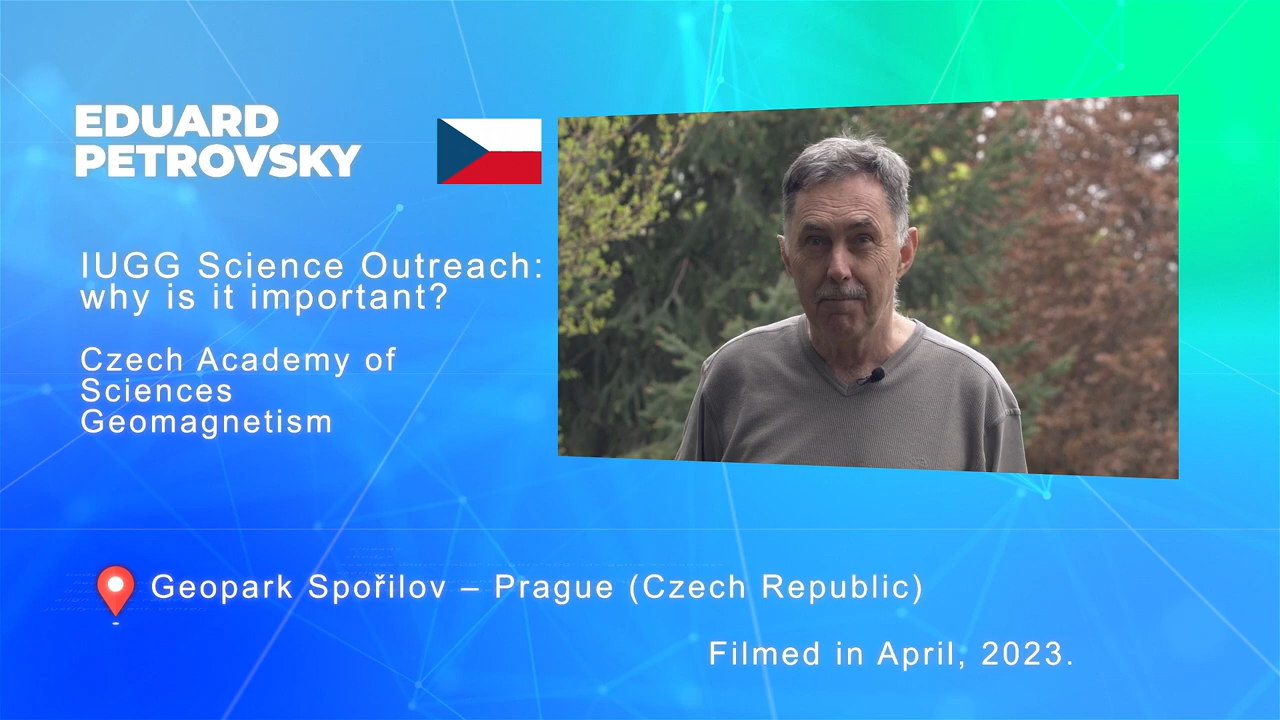 EDUARD
PETROVSKY
IUGG Science Outreach:
why is it important?
Czech Academy of
Sciences
Geomagnetism
Geopark Spořilov – Prague (Czech Republic)
Filmed in April, 2023.